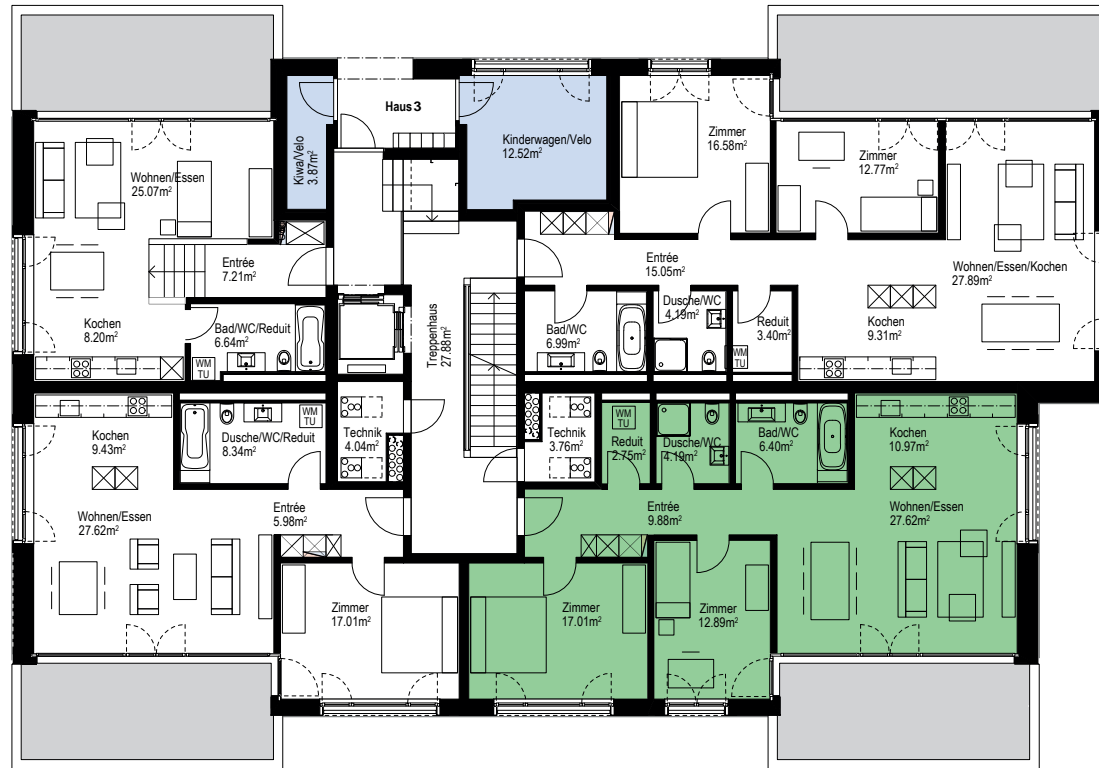 Haus 3
Kiwa/Velo
3.87m²
Kinderwagen/Velo
12.52m²
Zimmer
16.58m²
Zimmer
12.77m²
Wohnen/Essen
25.07m²
Entrée
7.21m²
Entrée
15.05m²
Wohnen/Essen/Kochen
27.89m²
Kochen
8.20m²
Bad/WC/Reduit
6.64m²
WM
TU
Treppenhaus
27.88m²
Bad/WC
6.99m²
Dusche/WC
4.19m²
Reduit
3.40m²
WM
TU
Kochen
9.31m²
Kochen
9.43m²
Dusche/WC/Reduit
8.34m²
WM
TU
Technik
4.04m²
Technik
3.76m²
WM
TU
Reduit
2.75m²
Dusche/WC
4.19m²
Bad/WC
6.40m²
Kochen
10.97m²
Wohnen/Essen
27.62m²
Entrée
5.98m²
Entrée
9.88m²
Wohnen/Essen
27.62m²
Zimmer
17.01m²
Zimmer
17.01m²
Zimmer
12.89m²